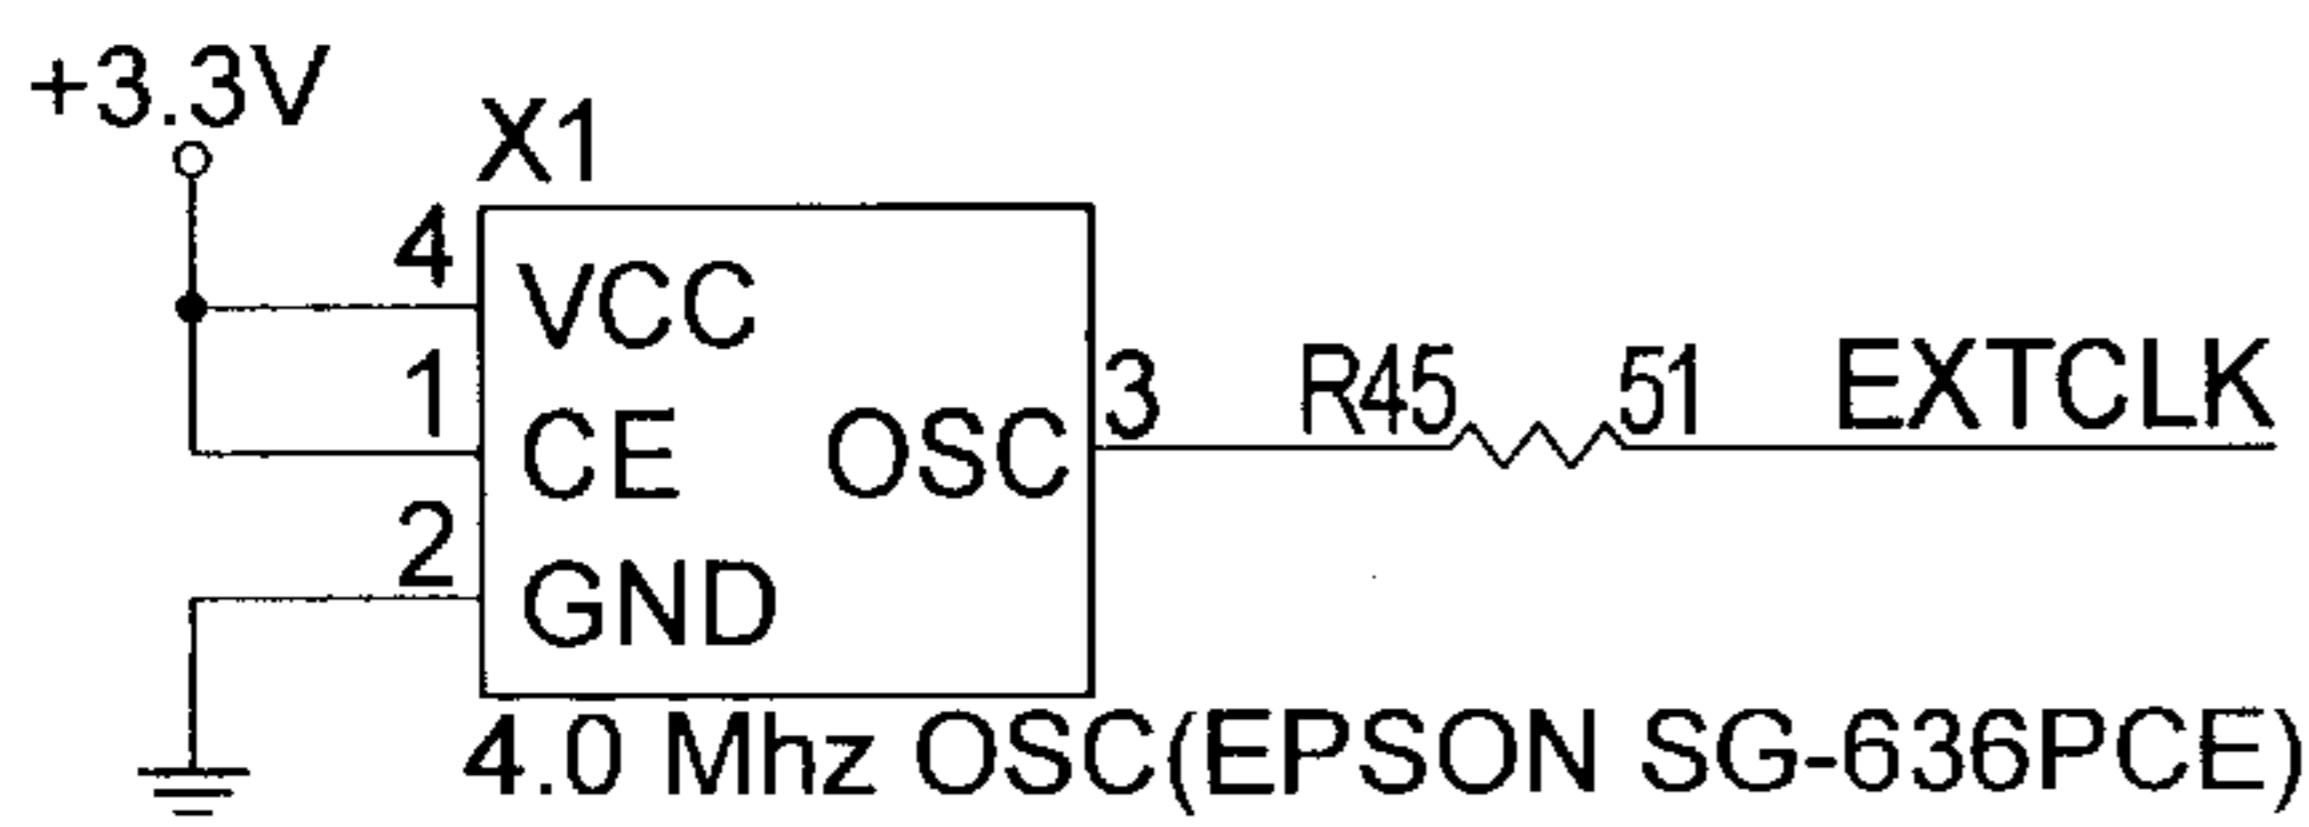 +3.3V
X1
4
VCC
1
CE
OSC
3
R45
51
EXTCLK
2
GND
4.0 Mhz OSC(EPSON SG-636PCE)